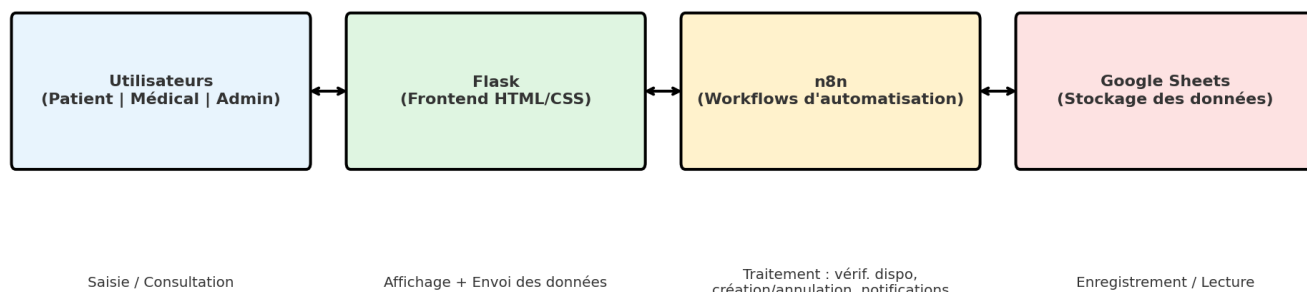 Utilisateurs
(Patient | Médical | Admin)
Flask
(Frontend HTML/CSS)
n8n
(Workflows d'automatisation)
Google Sheets
(Stockage des données)
Saisie / Consultation
Affichage + Envoi des données
Traitement : vérif. dispo,
création/annulation, notifications
Enregistrement / Lecture